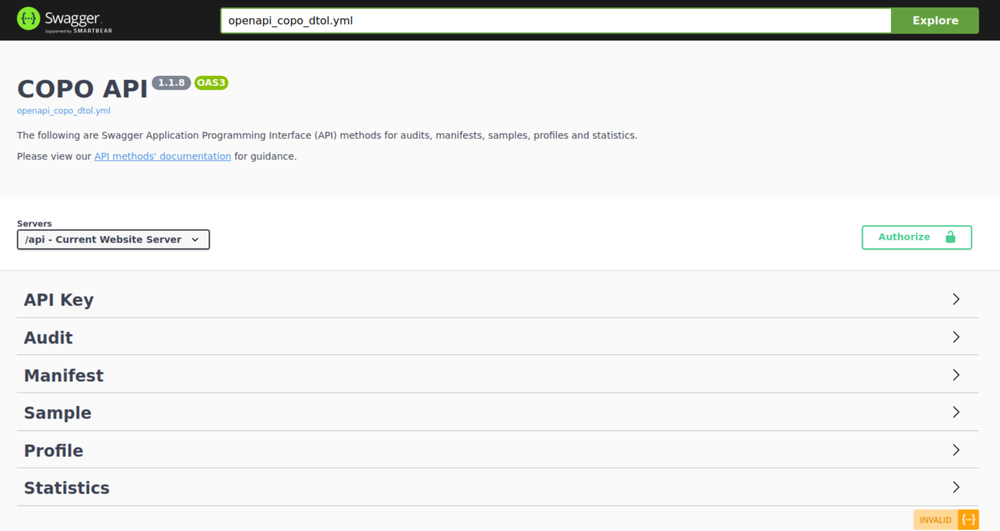 Swagger.
Supported by SMARTBEAR
openapi_copo_dtol.yml
Explore
COPO API 1.1.8 OAS3
openapi_copo_dtol.yml
The following are Swagger Application Programming Interface (API) methods for audits, manifests, samples, profiles and statistics.
Please view our API methods' documentation for guidance.
Servers
/api - Current Website Server
Authorize
API Key
Audit
Manifest
Sample
Profile
Statistics
INVALID {...}